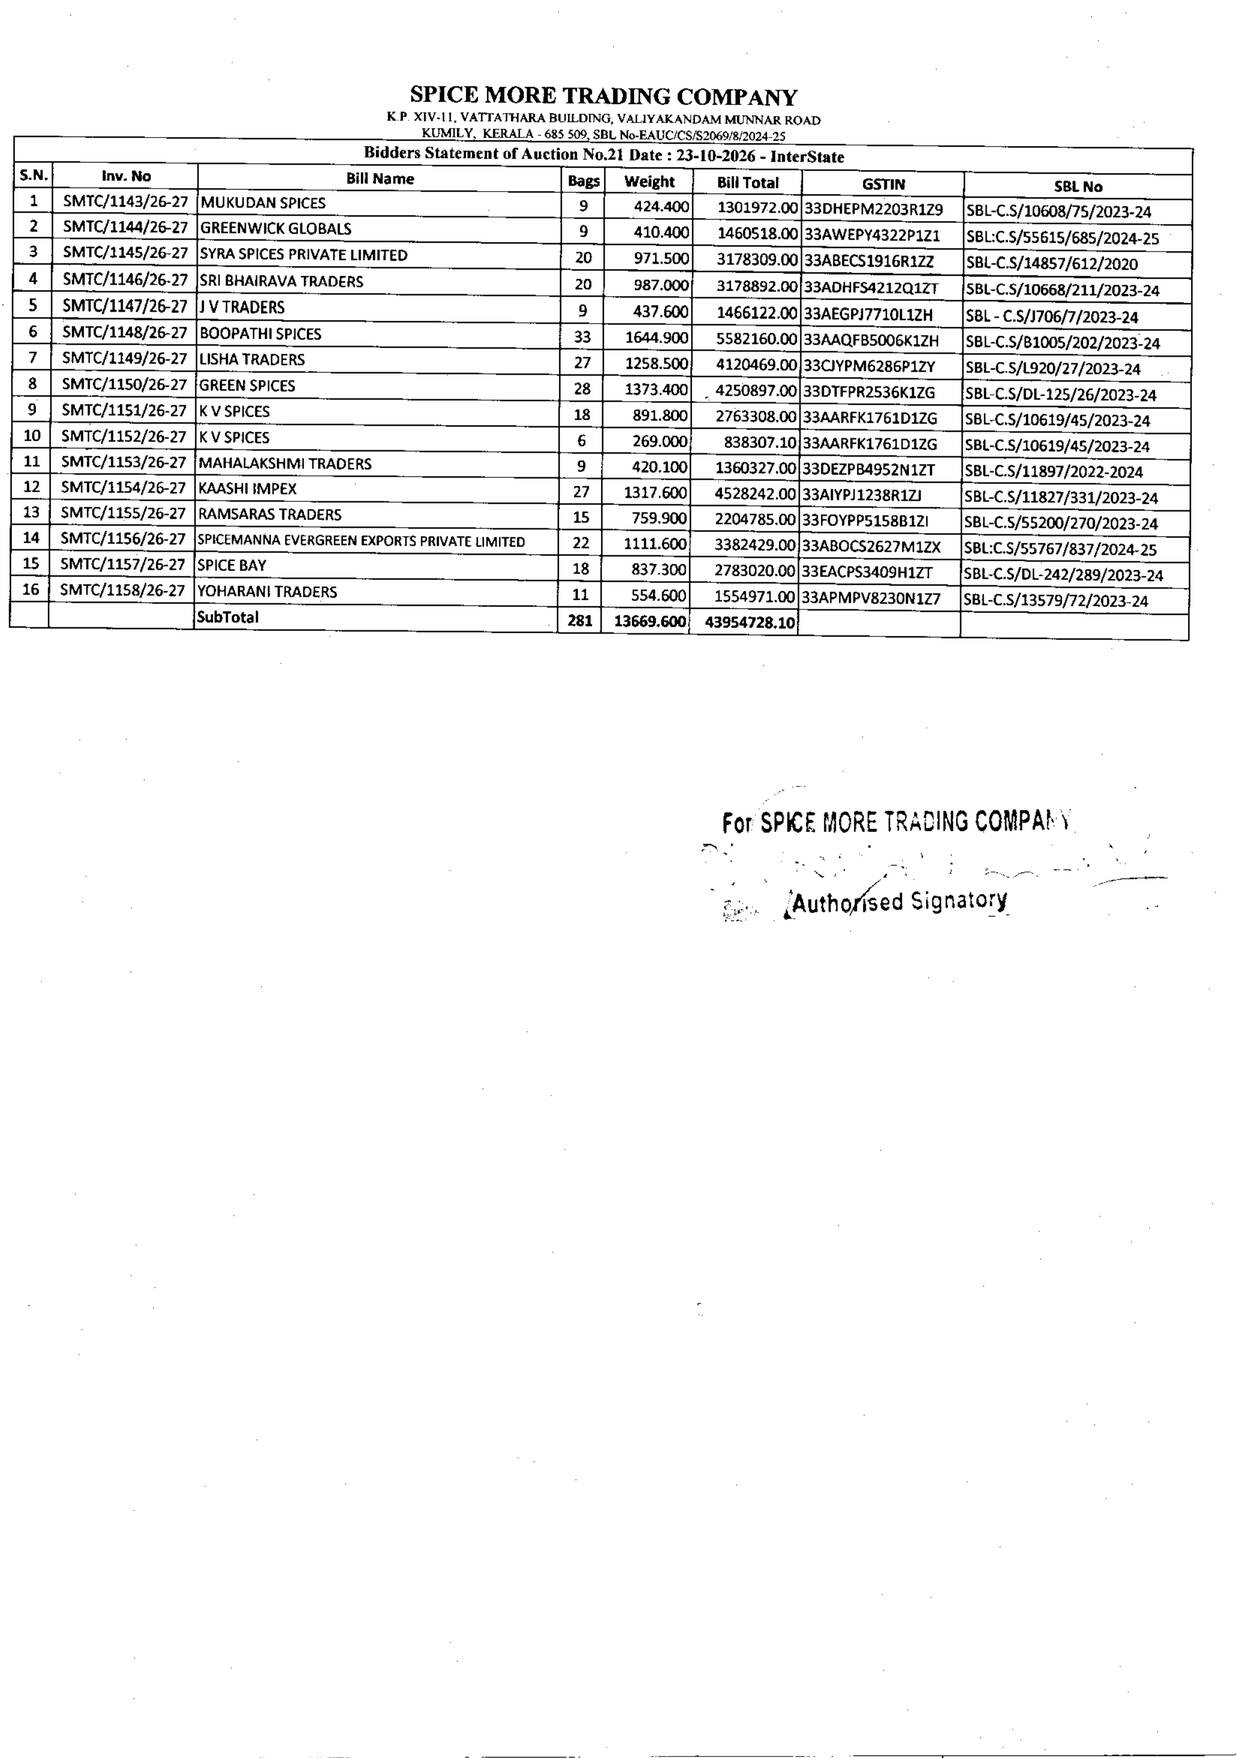 SPICE MORE TRADING COMPANY
K.P. XIV-11, VATTATHARA BUILDING, VALIYAKANDAM MUNNAR ROAD
KUMILY, KERALA - 685 509, SBL No-EAUC/CS/S2069/8/2024-25
Bidders Statement of Auction No.21 Date : 23-10-2026 - InterState
S.N. Inv. No Bill Name Bags Weight Bill Total GSTIN SBL No
1 SMTC/1143/26-27 MUKUDAN SPICES 9 424.400 1301972.00 33DHEPM2203R1Z9 SBL-C.S/10608/75/2023-24
2 SMTC/1144/26-27 GREENWICK GLOBALS 9 410.400 1460518.00 33AWEPY4322P1Z1 SBL:C.S/55615/685/2024-25
3 SMTC/1145/26-27 SYRA SPICES PRIVATE LIMITED 20 971.500 3178309.00 33ABECS1916R1ZZ SBL-C.S/14857/612/2020
4 SMTC/1146/26-27 SRI BHAIRAVA TRADERS 20 987.000 3178892.00 33ADHFS4212Q1ZT SBL-C.S/10668/211/2023-24
5 SMTC/1147/26-27 J V TRADERS 9 437.600 1466122.00 33AEGPJ7710L1ZH SBL - C.S/J706/7/2023-24
6 SMTC/1148/26-27 BOOPATHI SPICES 33 1644.900 5582160.00 33AAQFB5006K1ZH SBL-C.S/B1005/202/2023-24
7 SMTC/1149/26-27 LISHA TRADERS 27 1258.500 4120469.00 33CJYPM6286P1ZY SBL-C.S/L920/27/2023-24
8 SMTC/1150/26-27 GREEN SPICES 28 1373.400 4250897.00 33DTFPR2536K1ZG SBL-C.S/DL-125/26/2023-24
9 SMTC/1151/26-27 K V SPICES 18 891.800 2763308.00 33AARFK1761D1ZG SBL-C.S/10619/45/2023-24
10 SMTC/1152/26-27 K V SPICES 6 269.000 838307.10 33AARFK1761D1ZG SBL-C.S/10619/45/2023-24
11 SMTC/1153/26-27 MAHALAKSHMI TRADERS 9 420.100 1360327.00 33DEZPB4952N1ZT SBL-C.S/11897/2022-2024
12 SMTC/1154/26-27 KAASHI IMPEX 27 1317.600 4528242.00 33AIYPJ1238R1ZJ SBL-C.S/11827/331/2023-24
13 SMTC/1155/26-27 RAMSARAS TRADERS 15 759.900 2204785.00 33FOYPP5158B1ZI SBL-C.S/55200/270/2023-24
14 SMTC/1156/26-27 SPICEMANNA EVERGREEN EXPORTS PRIVATE LIMITED 22 1111.600 3382429.00 33ABOCS2627M1ZX SBL:C.S/55767/837/2024-25
15 SMTC/1157/26-27 SPICE BAY 18 837.300 2783020.00 33EACPS3409H1ZT SBL-C.S/DL-242/289/2023-24
16 SMTC/1158/26-27 YOHARANI TRADERS 11 554.600 1554971.00 33APMPV8230N1Z7 SBL-C.S/13579/72/2023-24
SubTotal 281 13669.600 43954728.10
For SPICE MORE TRADING COMPANY
Authorised Signatory